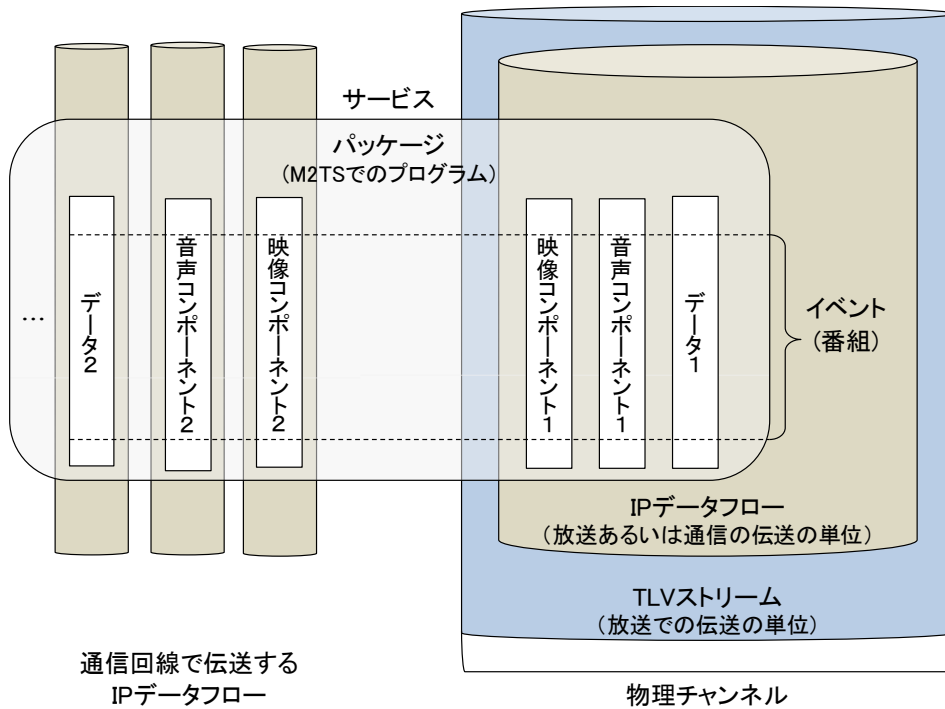 サービス
パッケージ
(M2TSでのプログラム)
…
データ2
音声コンポーネント2
映像コンポーネント2
映像コンポーネント1
音声コンポーネント1
データ1
イベント
(番組)
IPデータフロー
(放送あるいは通信の伝送の単位)
TLVストリーム
(放送での伝送の単位)
通信回線で伝送する
IPデータフロー
物理チャンネル